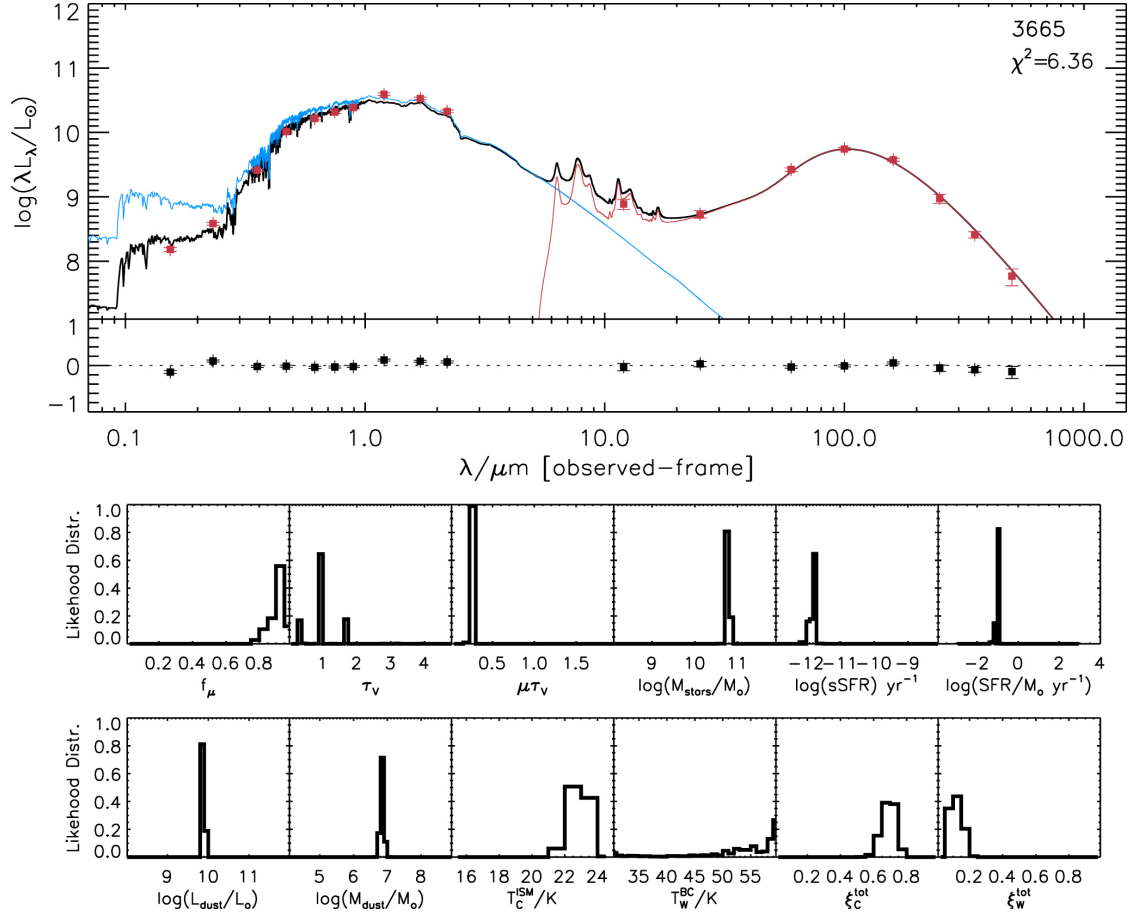 3665
χ²=6.36
log(λL_λ/L_⊙)
12
11
10
9
8
1
0
−1
0.1 1.0 10.0 100.0 1000.0
λ/μm [observed−frame]
Likehood Distr.
1.0
0.8
0.6
0.4
0.2
0.0
0.2 0.4 0.6 0.8
f_μ
1 2 3 4
τ_V
0.5 1.0 1.5
μτ_V
9 10 11
log(M_stars/M_o)
−12−11−10 −9
log(sSFR) yr⁻¹
−2 0 2 4
log(SFR/M_o yr⁻¹)
Likehood Distr.
1.0
0.8
0.6
0.4
0.2
0.0
9 10 11
log(L_dust/L_o)
5 6 7 8
log(M_dust/M_o)
16 18 20 22 24
T_C^ISM/K
35 40 45 50 55
T_W^BC/K
0.2 0.4 0.6 0.8
ξ_C^tot
0.2 0.4 0.6 0.8
ξ_W^tot